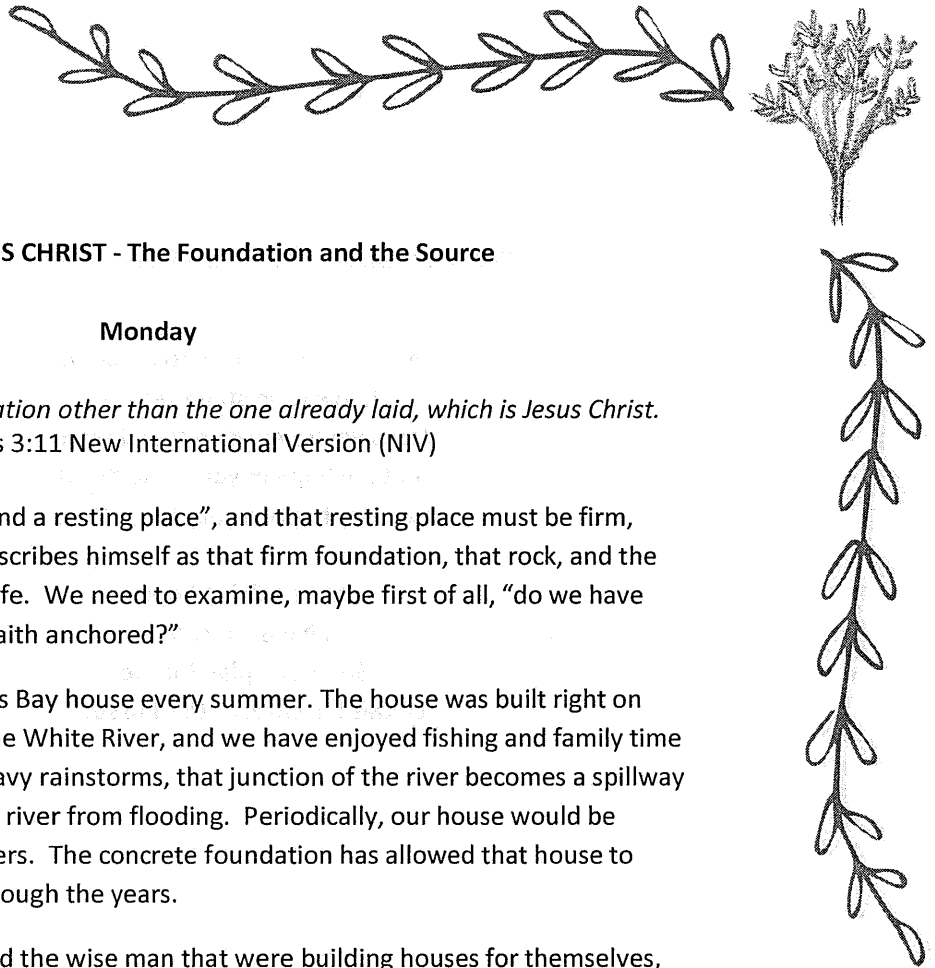 S CHRIST - The Foundation and the Source
Monday
ation other than the one already laid, which is Jesus Christ.
s 3:11 New International Version (NIV)
nd a resting place”, and that resting place must be firm,
scribes himself as that firm foundation, that rock, and the
fe.  We need to examine, maybe first of all, “do we have
aith anchored?”
s Bay house every summer. The house was built right on
e White River, and we have enjoyed fishing and family time
avy rainstorms, that junction of the river becomes a spillway
river from flooding.  Periodically, our house would be
ers.  The concrete foundation has allowed that house to
ough the years.
d the wise man that were building houses for themselves,